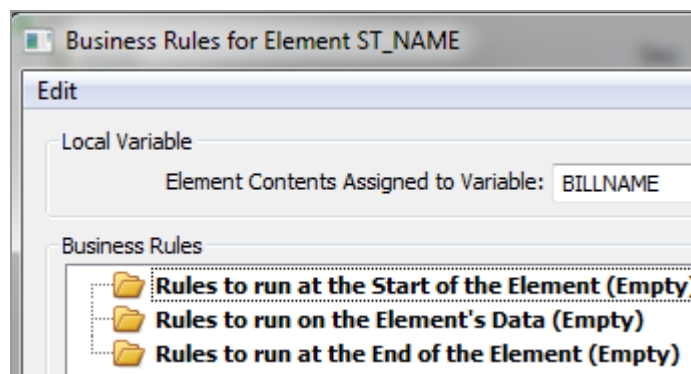 Business Rules for Element ST_NAME
Edit
Local Variable
Element Contents Assigned to Variable: BILLNAME
Business Rules
Rules to run at the Start of the Element (Empty)
Rules to run on the Element's Data (Empty)
Rules to run at the End of the Element (Empty)